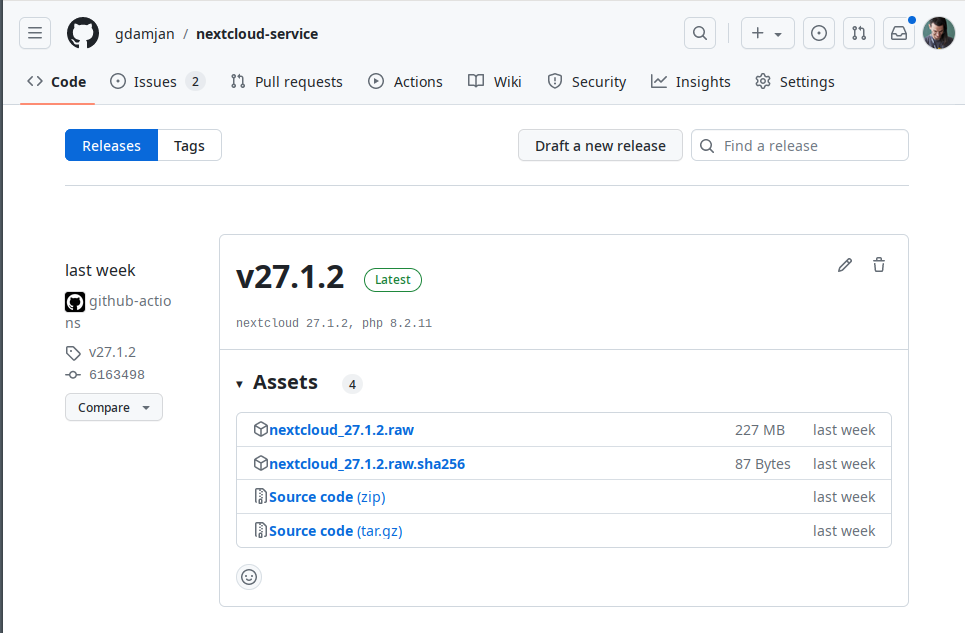 gdamjan / nextcloud-service
Code Issues 2 Pull requests Actions Wiki Security Insights Settings
Releases Tags Draft a new release Find a release
last week
github-actio
ns
v27.1.2
6163498
Compare
v27.1.2 Latest
nextcloud 27.1.2, php 8.2.11
Assets 4
nextcloud_27.1.2.raw 227 MB last week
nextcloud_27.1.2.raw.sha256 87 Bytes last week
Source code (zip) last week
Source code (tar.gz) last week